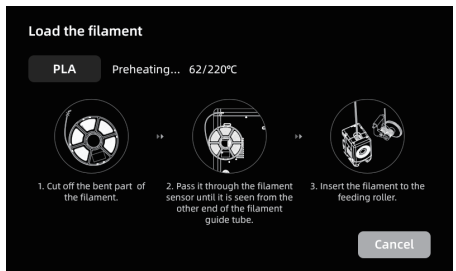 Load the filament
PLA Preheating... 62/220℃
1. Cut off the bent part of
the filament.
2. Pass it through the filament
sensor until it is seen from the
other end of the filament
guide tube.
3. Insert the filament to the
feeding roller.
Cancel